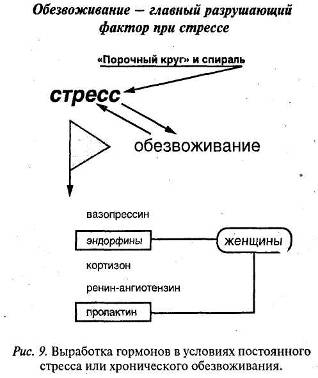 Обезвоживание — главный разрушающий
фактор при стрессе
«Порочный круг» и спираль
стресс
обезвоживание
вазопрессин
эндорфины
женщины
кортизон
ренин-ангиотензин
пролактин
Рис. 9. Выработка гормонов в условиях постоянного
стресса или хронического обезвоживания.